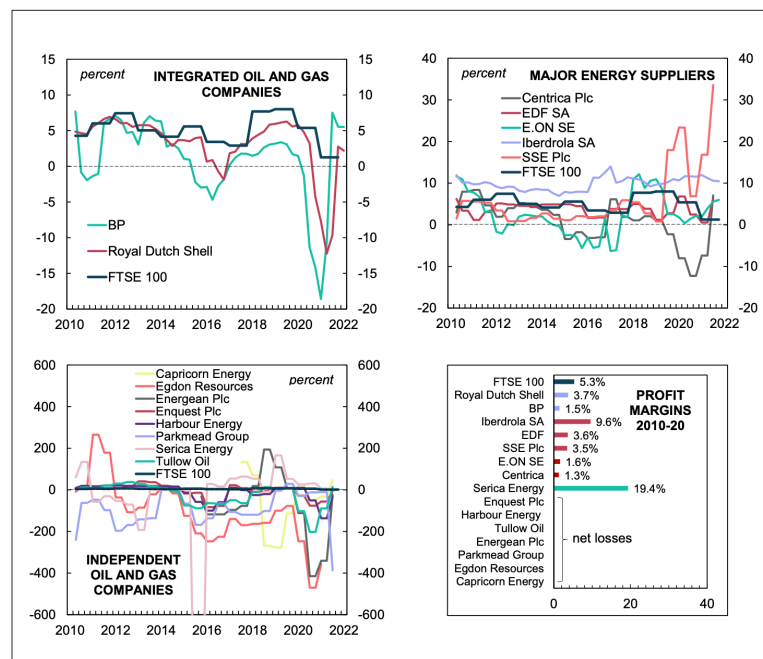 INTEGRATED OIL AND GAS
COMPANIES
percent
15
10
5
0
-5
-10
-15
-20
15
10
5
0
-5
-10
-15
-20
BP
Royal Dutch Shell
FTSE 100
2010 2012 2014 2016 2018 2020 2022
percent
MAJOR ENERGY SUPPLIERS
40
30
20
10
0
-10
-20
40
30
20
10
0
-10
-20
Centrica Plc
EDF SA
E.ON SE
Iberdrola SA
SSE Plc
FTSE 100
2010 2012 2014 2016 2018 2020 2022
600
400
200
0
-200
-400
-600
600
400
200
0
-200
-400
-600
percent
Capricorn Energy
Egdon Resources
Energean Plc
Enquest Plc
Harbour Energy
Parkmead Group
Serica Energy
Tullow Oil
FTSE 100
INDEPENDENT
OIL AND GAS
COMPANIES
2010 2012 2014 2016 2018 2020 2022
PROFIT
MARGINS
2010-20
FTSE 100 5.3%
Royal Dutch Shell 3.7%
BP 1.5%
Iberdrola SA 9.6%
EDF 3.6%
SSE Plc 3.5%
E.ON SE 1.6%
Centrica 1.3%
Serica Energy 19.4%
Enquest Plc
Harbour Energy
Tullow Oil
Energean Plc
Parkmead Group
Egdon Resources
Capricorn Energy
net losses
0 20 40